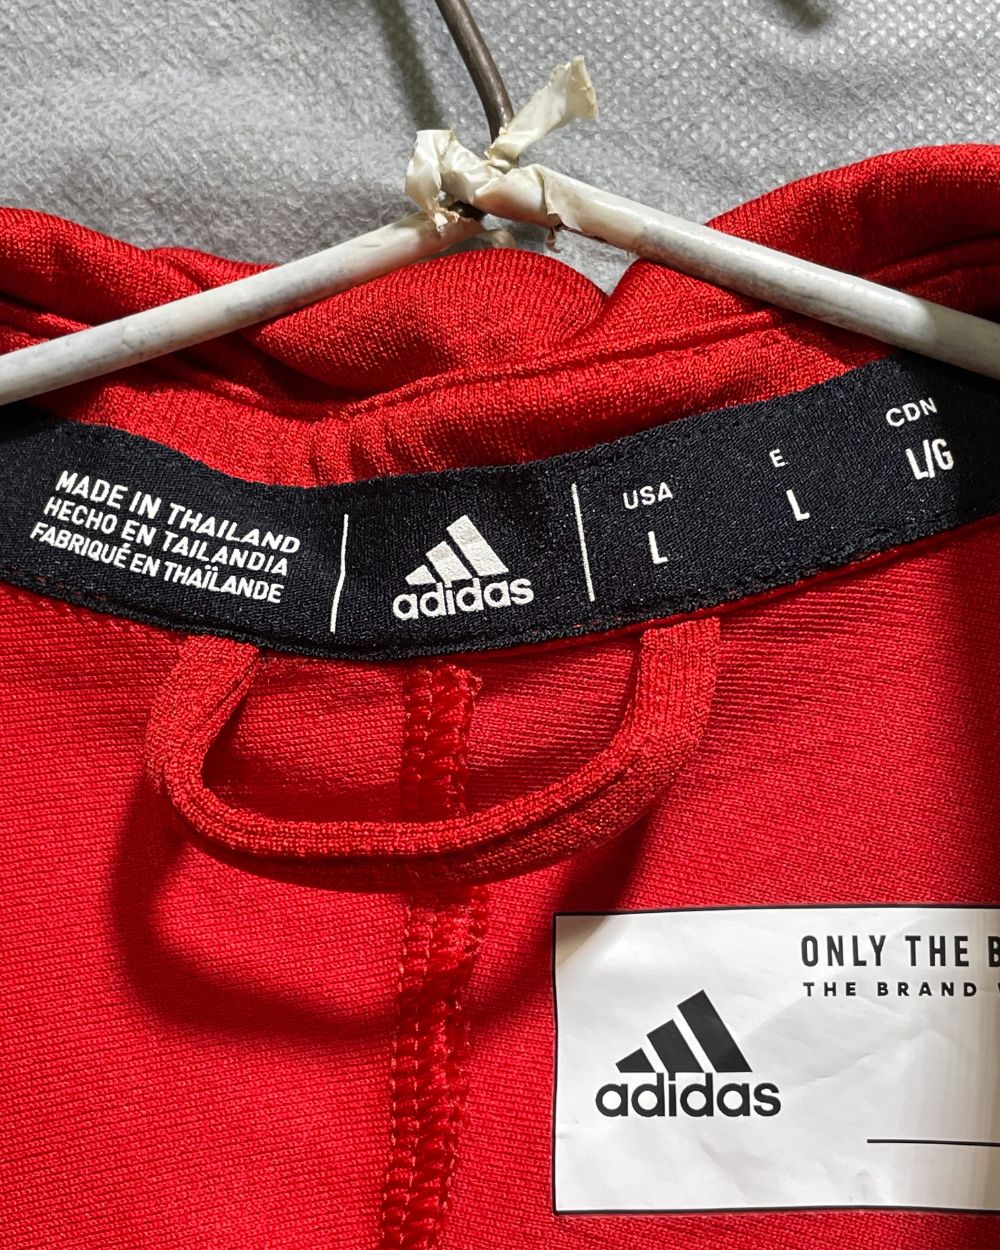 MADE IN THAILAND
HECHO EN TAILANDIA
FABRIQUÉ EN THAÏLANDE
adidas
USA
L
E
L
CDN
L/G
ONLY THE
THE BRAND
adidas